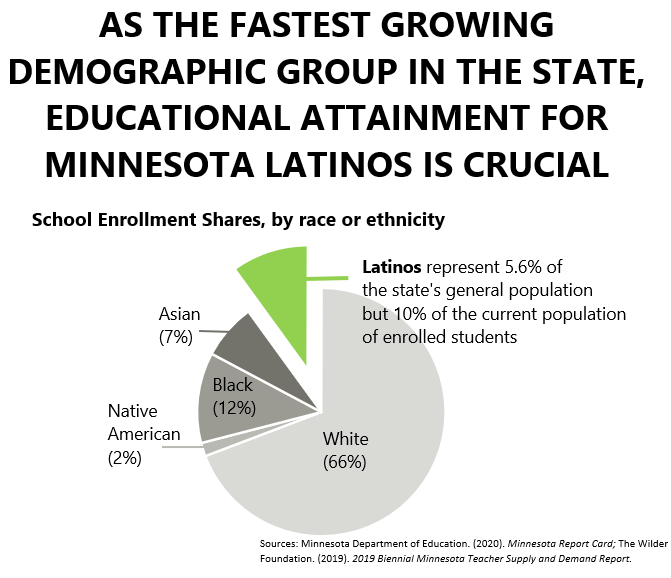 AS THE FASTEST GROWING
DEMOGRAPHIC GROUP IN THE STATE,
EDUCATIONAL ATTAINMENT FOR
MINNESOTA LATINOS IS CRUCIAL
School Enrollment Shares, by race or ethnicity
Latinos represent 5.6% of
the state's general population
but 10% of the current population
of enrolled students
Asian
(7%)
Black
(12%)
Native
American
(2%)
White
(66%)
Sources: Minnesota Department of Education. (2020). Minnesota Report Card; The Wilder
Foundation. (2019). 2019 Biennial Minnesota Teacher Supply and Demand Report.